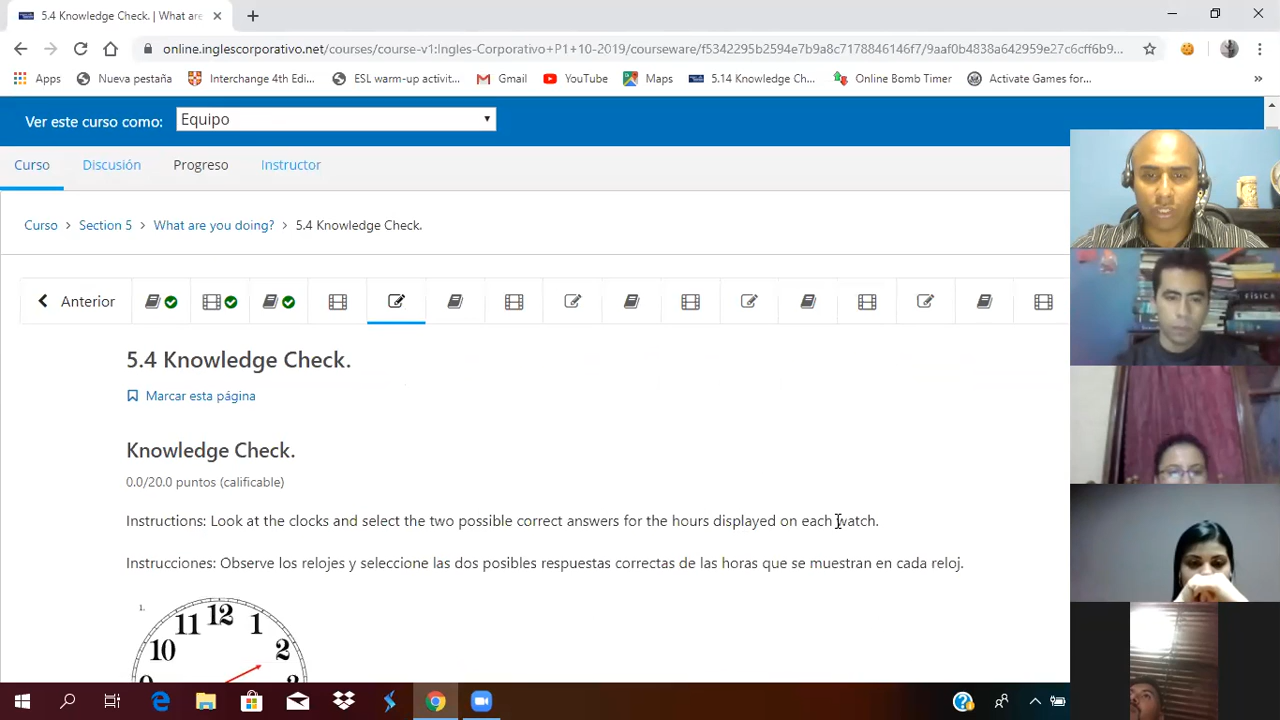 5.4 Knowledge Check. | What are
online.inglescorporativo.net/courses/course-v1:Ingles-Corporativo+P1+10-2019/courseware/f5342295b2594e7b9a8c7178846146f7/9aaf0b4838a642959e27c6cff6b9...
Apps Nueva pestaña Interchange 4th Edi... ESL warm-up activit... Gmail YouTube Maps 5.14 Knowledge Ch... Online Bomb Timer Activate Games for... »
Ver este curso como: Equipo
Curso Discusión Progreso Instructor
Curso > Section 5 > What are you doing? > 5.4 Knowledge Check.
Anterior
5.4 Knowledge Check.
Marcar esta página
Knowledge Check.
0.0/20.0 puntos (calificable)
Instructions: Look at the clocks and select the two possible correct answers for the hours displayed on each watch.
Instrucciones: Observe los relojes y seleccione las dos posibles respuestas correctas de las horas que se muestran en cada reloj.
1.
11 12 1
10 2
FÍSICA